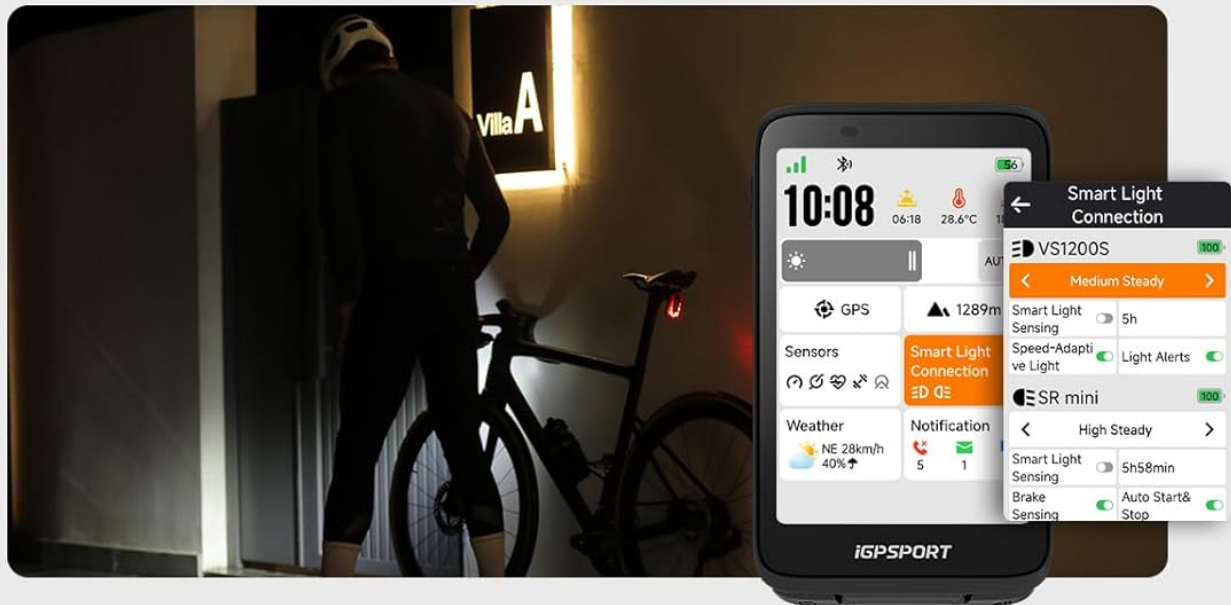 Villa A
56
10:08
06:18
28.6°C
AUT
GPS
1289m
Sensors
Smart Light
Connection
Weather
NE 28km/h
40%
Notification
5
1
iGPSPORT
Smart Light
Connection
VS1200S
100
Medium Steady
Smart Light
Sensing
5h
Speed-Adapti
ve Light
Light Alerts
SR mini
100
High Steady
Smart Light
Sensing
5h58min
Brake
Sensing
Auto Start&
Stop